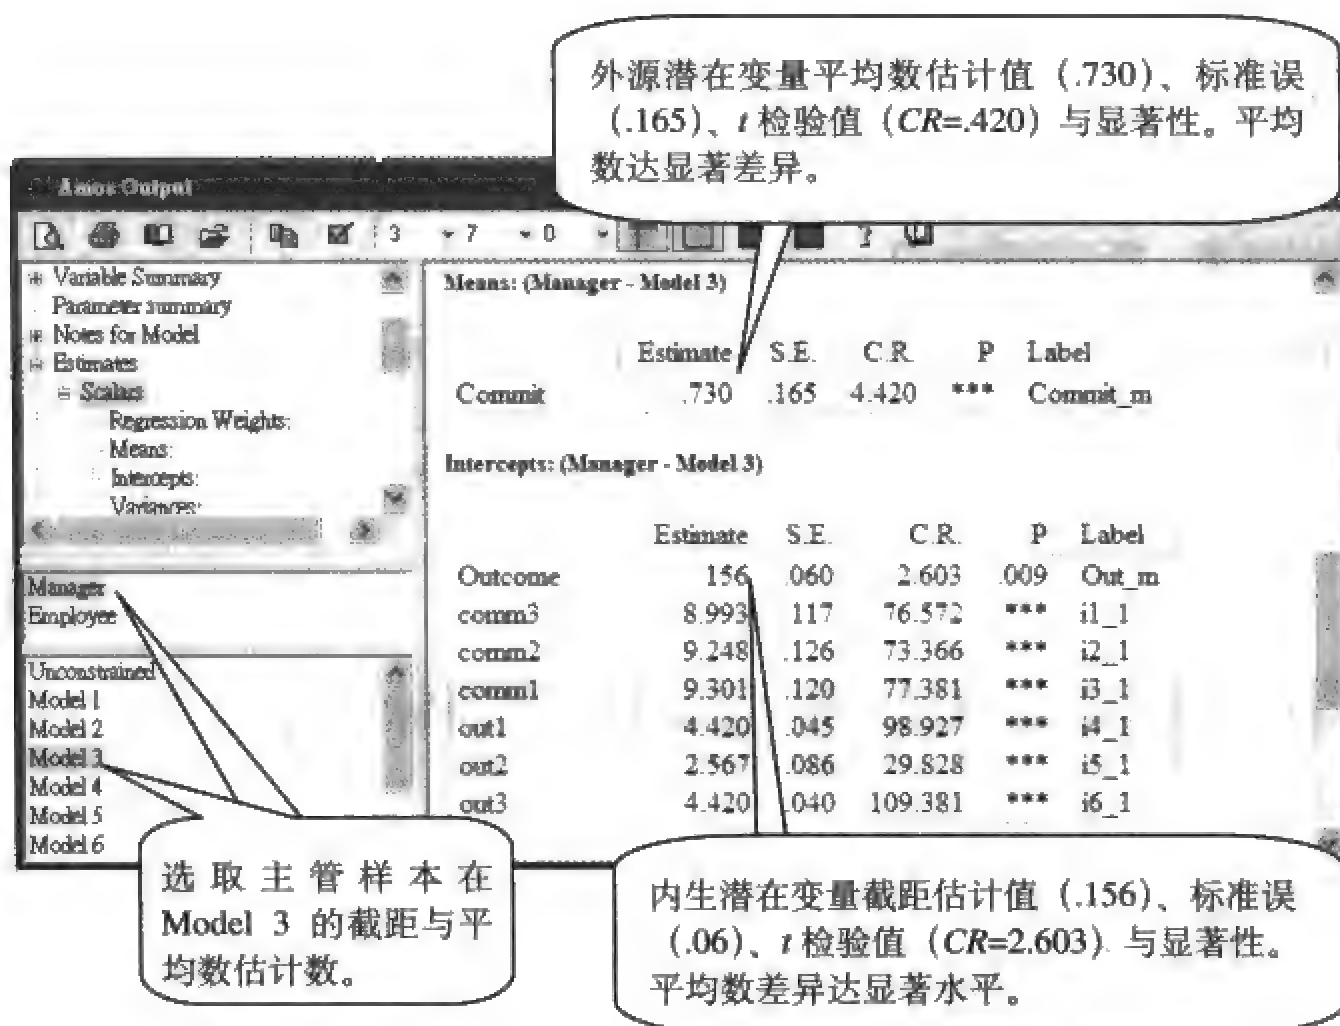 外源潜在变量平均数估计值（.730）、标准误
（.165）、t 检验值（CR=.420）与显著性。平均
数达显著差异。
Amos Output
3 7 0
Variable Summary
Parameter summary
Notes for Model
Estimates
Scalars
Regression Weights:
Means:
Intercepts:
Variances:
Manager
Employee
Unconstrained
Model 1
Model 2
Model 3
Model 4
Model 5
Model 6
Means: (Manager - Model 3)
Estimate S.E. C.R. P Label
Commit .730 .165 4.420 *** Commit_m
Intercepts: (Manager - Model 3)
Estimate S.E. C.R. P Label
Outcome 156 .060 2.603 .009 Out_m
comm3 8.993 .117 76.572 *** i1_1
comm2 9.248 .126 73.366 *** i2_1
comm1 9.301 .120 77.381 *** i3_1
out1 4.420 .045 98.927 *** i4_1
out2 2.567 .086 29.828 *** i5_1
out3 4.420 .040 109.381 *** i6_1
选取主管样本在
Model 3 的截距与平
均数估计数。
内生潜在变量截距估计值（.156）、标准误
（.06）、t 检验值（CR=2.603）与显著性。
平均数差异达显著水平。